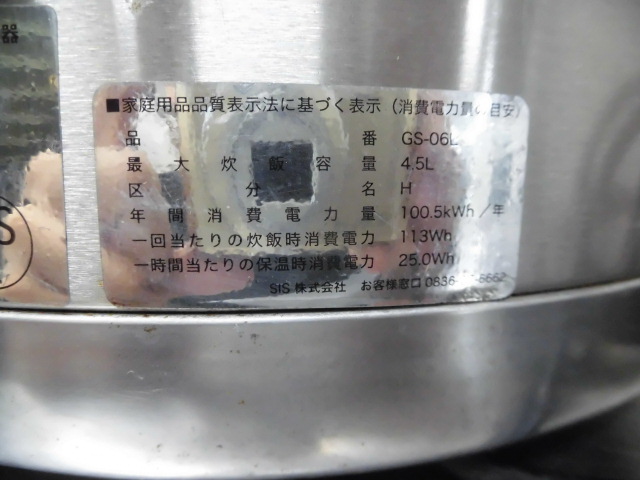 器
■家庭用品品質表示法に基づく表示(消費電力量の目安)
品番 GS-06L
最大炊飯容量 4.5L
区分名 H
年間消費電力量 100.5kWh/年
一回当たりの炊飯時消費電力 113Wh
一時間当たりの保温時消費電力 25.0Wh
SIS 株式会社 お客様窓口 0836
S